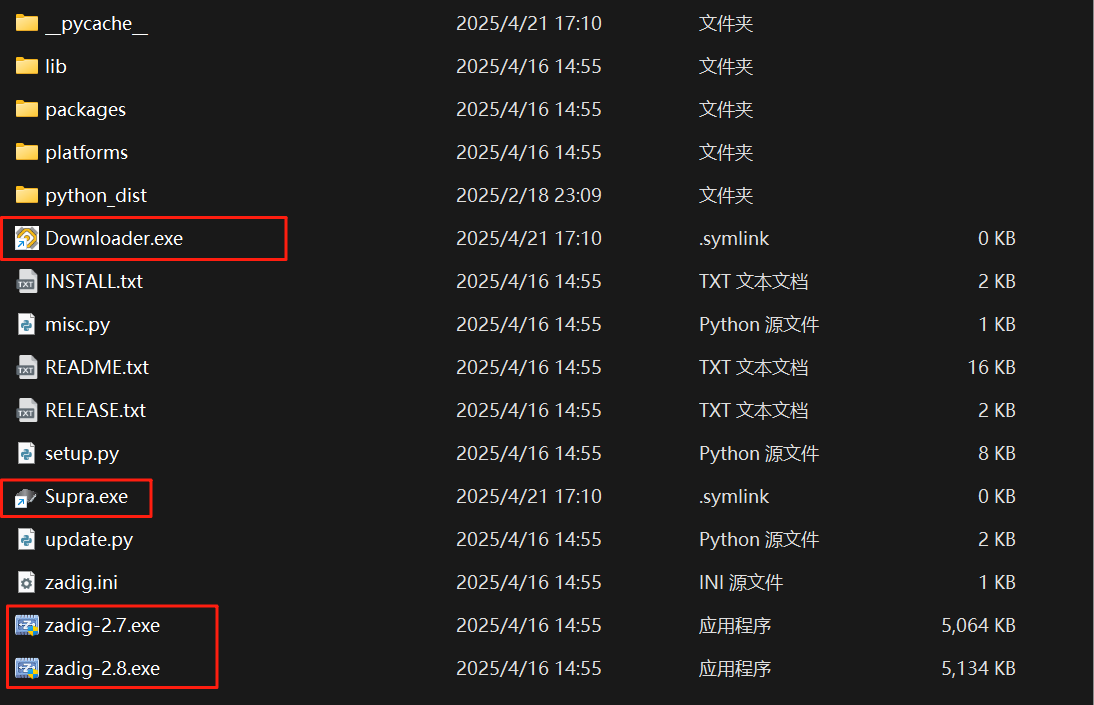 __pycache__ 2025/4/21 17:10 文件夹
lib 2025/4/16 14:55 文件夹
packages 2025/4/16 14:55 文件夹
platforms 2025/4/16 14:55 文件夹
python_dist 2025/2/18 23:09 文件夹
Downloader.exe 2025/4/21 17:10 .symlink 0 KB
TXT INSTALL.txt 2025/4/16 14:55 TXT 文本文档 2 KB
misc.py 2025/4/16 14:55 Python 源文件 1 KB
TXT README.txt 2025/4/16 14:55 TXT 文本文档 16 KB
TXT RELEASE.txt 2025/4/16 14:55 TXT 文本文档 2 KB
setup.py 2025/4/16 14:55 Python 源文件 8 KB
Supra.exe 2025/4/21 17:10 .symlink 0 KB
update.py 2025/4/16 14:55 Python 源文件 2 KB
zadig.ini 2025/4/16 14:55 INI 源文件 1 KB
zadig-2.7.exe 2025/4/16 14:55 应用程序 5,064 KB
zadig-2.8.exe 2025/4/16 14:55 应用程序 5,134 KB